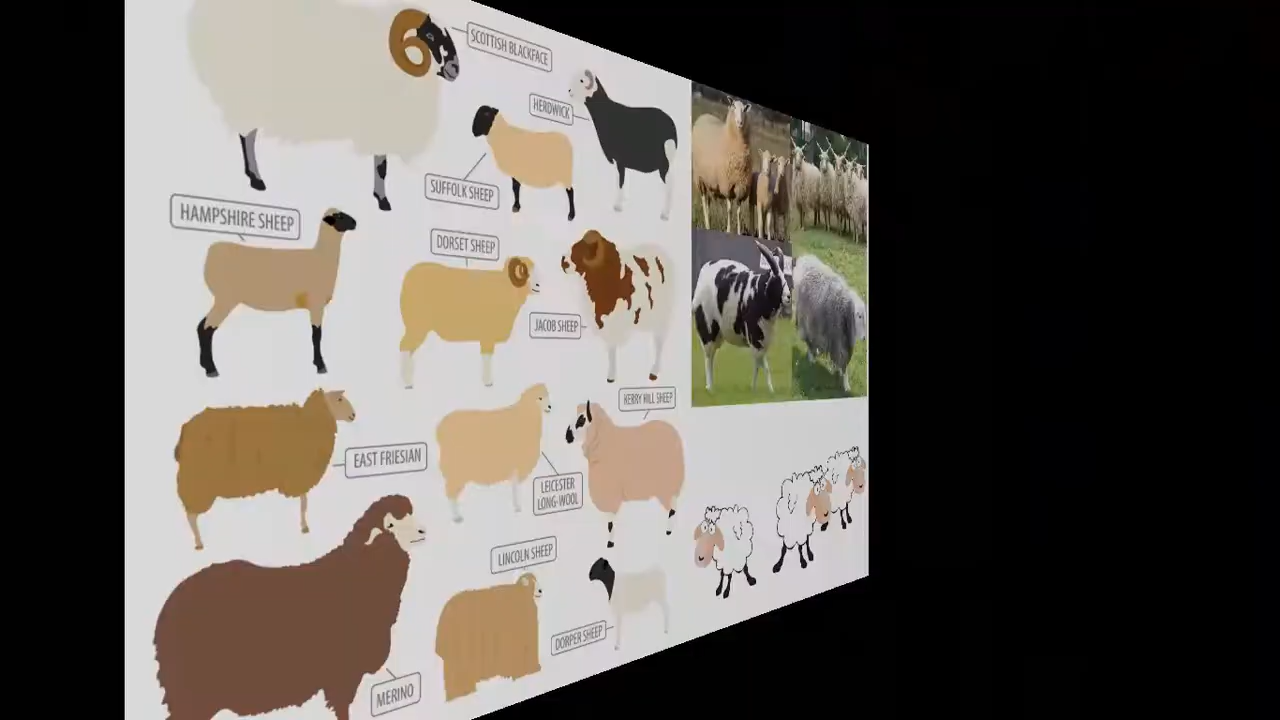 SCOTTISH BLACKFACE
HERDWICK
SUFFOLK SHEEP
HAMPSHIRE SHEEP
DORSET SHEEP
JACOB SHEEP
KERRY HILL SHEEP
EAST FRIESIAN
LEICESTER
LONG-WOOL
LINCOLN SHEEP
DORPER SHEEP
MERINO